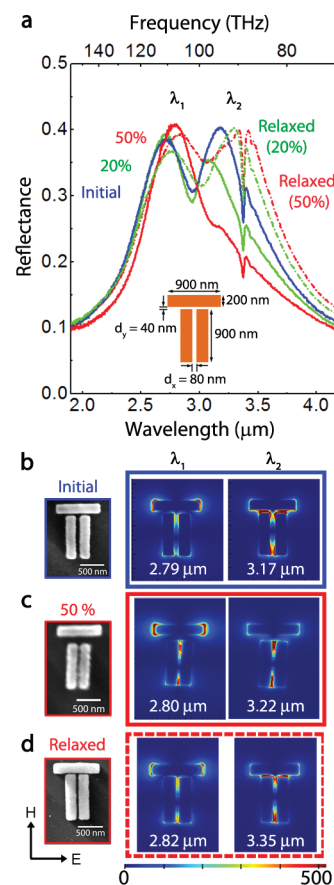 a
Frequency (THz)
140 120 100 80
λ1 λ2
50%
20%
Initial
Relaxed
(20%)
Relaxed
(50%)
Reflectance
0.5
0.4
0.3
0.2
0.1
0.0
900 nm
200 nm
dy = 40 nm
900 nm
dx = 80 nm
2.0 2.5 3.0 3.5 4.0
Wavelength (μm)
b
Initial
λ1 λ2
500 nm
2.79 μm 3.17 μm
c
50 %
500 nm
2.80 μm 3.22 μm
d
Relaxed
500 nm
2.82 μm 3.35 μm
H
E
0 500